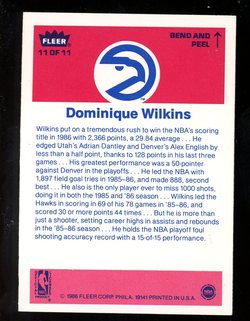 FLEER
11 OF 11
BEND AND
PEEL
Dominique Wilkins
Wilkins put on a tremendous rush to win the NBA's scoring
title in 1986 with 2,366 points, a 29.84 average . . . He
edged Utah's Adrian Dantley and Denver's Alex English by
less than a half point, thanks to 128 points in his last three
games . . . His greatest performance was a 50-pointer
against Denver in the playoffs . . . He led the NBA with
1,897 field goal tries in 1985-86, and made 888, second
best . . . He also is the only player ever to miss 1000 shots,
doing it in both the 1985 and '86 season . . . Wilkins led the
Hawks in scoring in 69 of his 78 games in '85-86, and
scored 30 or more points 44 times . . . But he is more than
just a shooter, setting career highs in assists and rebounds
in the '85-86 season . . . He holds the NBA playoff foul
shooting accuracy record with a 15-of-15 performance.
© 1986 FLEER CORP. PHILA. 19141 PRINTED IN U.S.A.